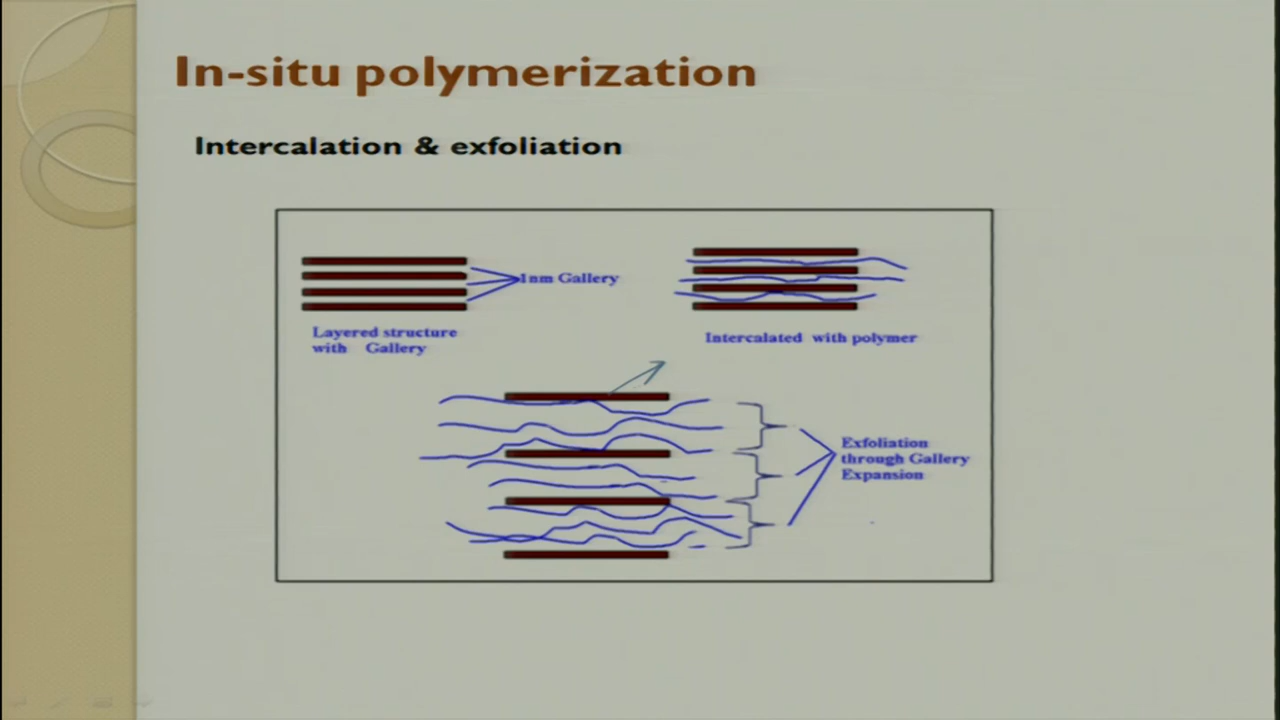 In-situ polymerization
Intercalation & exfoliation
1nm Gallery
Layered structure
with Gallery
Intercalated with polymer
Exfoliation
through Gallery
Expansion